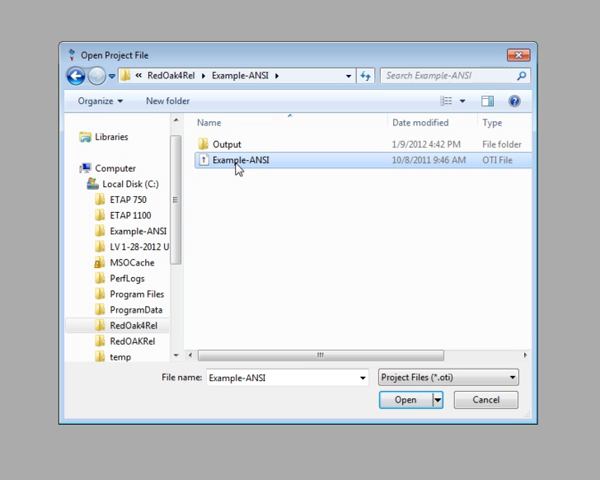 Open Project File
« RedOak4Rel Example-ANSI
Search Example-ANSI
Organize New folder
Name Date modified Type
Libraries
Computer
Local Disk (C:)
ETAP 750
ETAP 1100
Example-ANSI
LV 1-28-2012 U
MSOCache
PerfLogs
Program Files
ProgramData
RedOak4Rel
RedOAKRel
temp
Output 1/9/2012 4:42 PM File folder
Example-ANSI 10/8/2011 9:46 AM OTI File
File name: Example-ANSI Project Files (*.oti)
Open Cancel